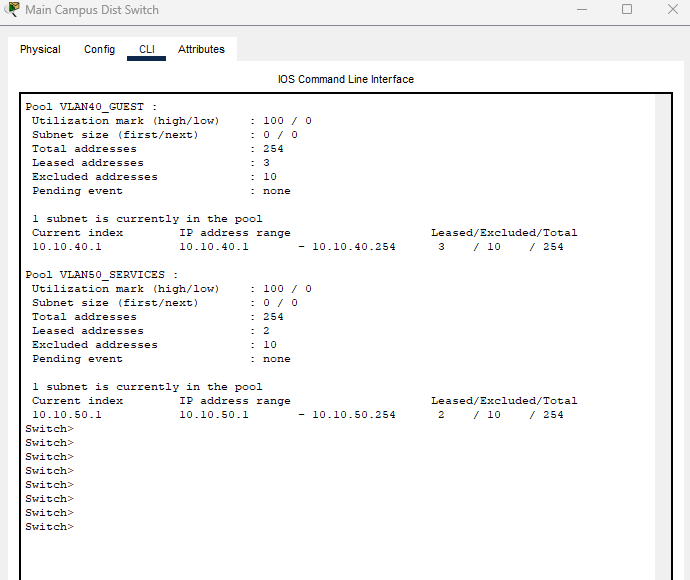 Main Campus Dist Switch
Physical Config CLI Attributes
IOS Command Line Interface
Pool VLAN40_GUEST :
Utilization mark (high/low) : 100 / 0
Subnet size (first/next) : 0 / 0
Total addresses : 254
Leased addresses : 3
Excluded addresses : 10
Pending event : none
1 subnet is currently in the pool
Current index IP address range Leased/Excluded/Total
10.10.40.1 10.10.40.1 - 10.10.40.254 3 / 10 / 254
Pool VLAN50_SERVICES :
Utilization mark (high/low) : 100 / 0
Subnet size (first/next) : 0 / 0
Total addresses : 254
Leased addresses : 2
Excluded addresses : 10
Pending event : none
1 subnet is currently in the pool
Current index IP address range Leased/Excluded/Total
10.10.50.1 10.10.50.1 - 10.10.50.254 2 / 10 / 254
Switch>
Switch>
Switch>
Switch>
Switch>
Switch>
Switch>
Switch>